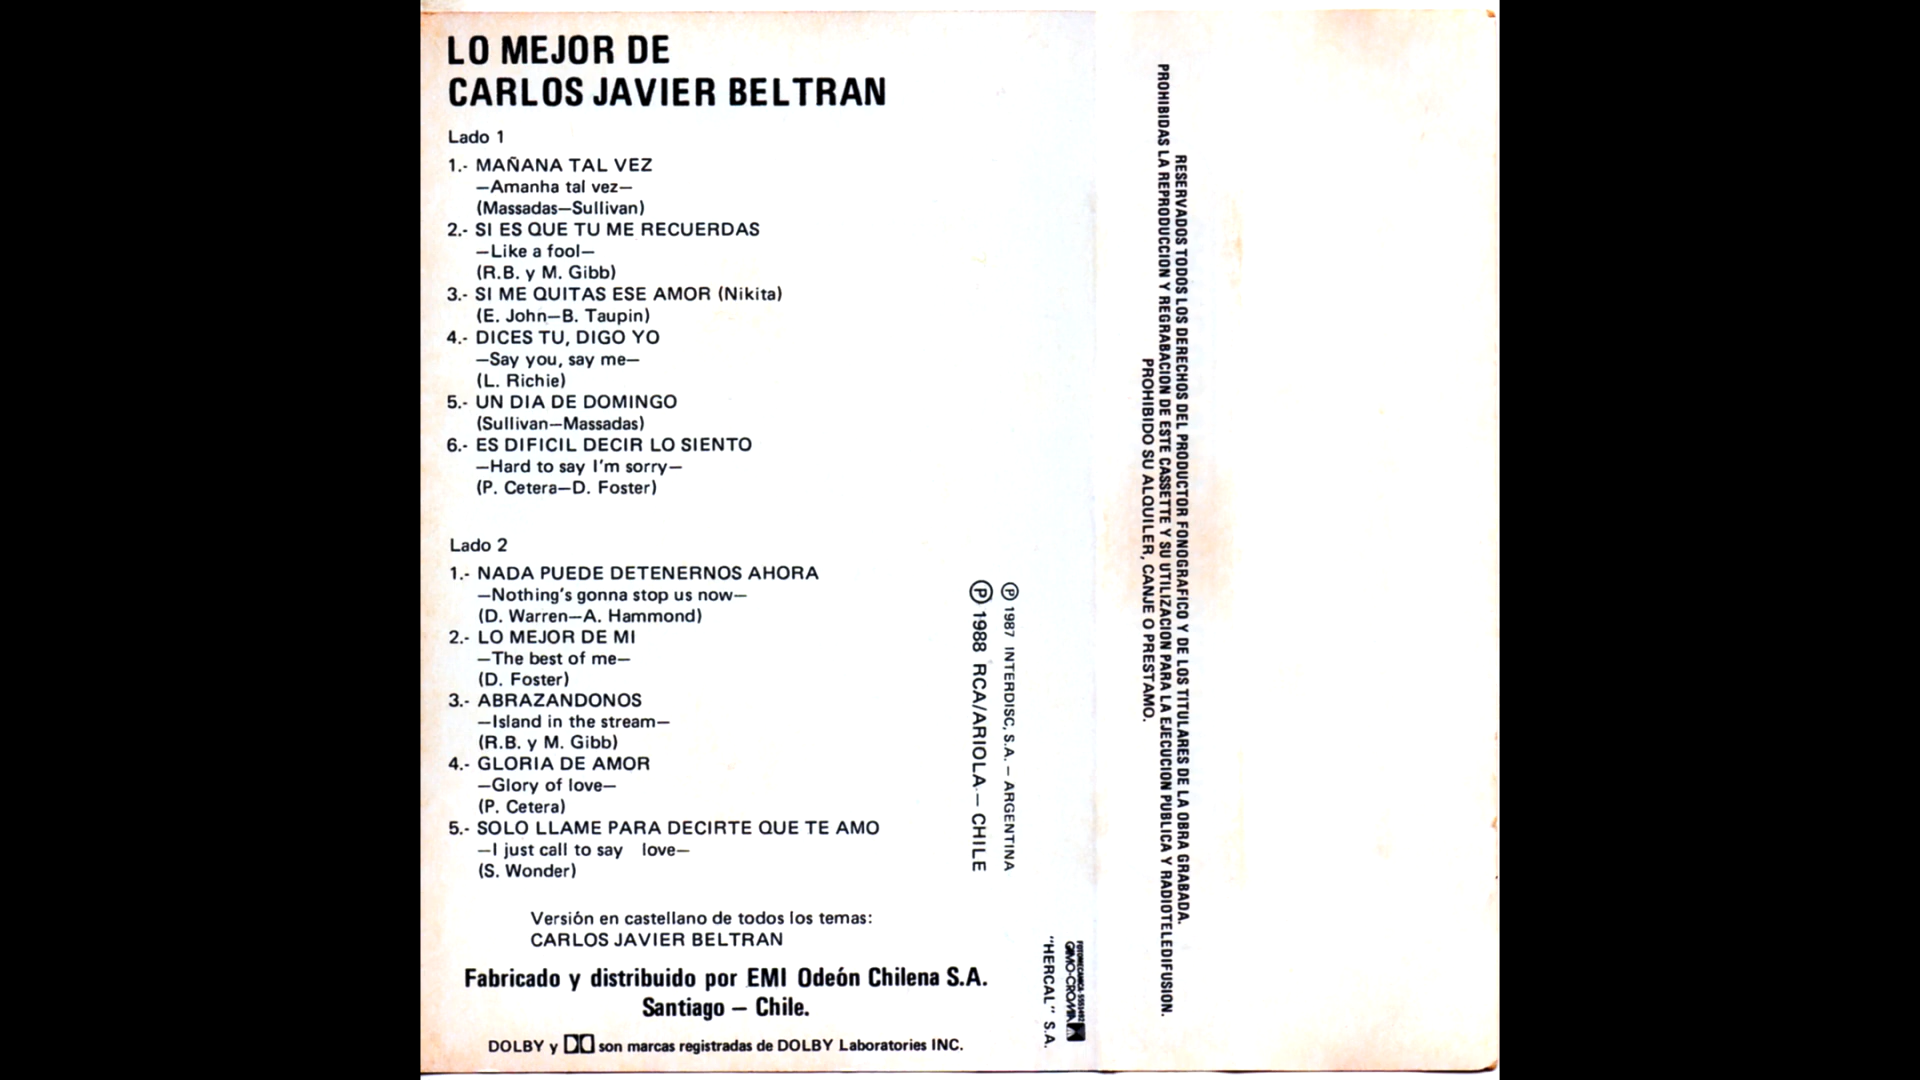 LO MEJOR DE
CARLOS JAVIER BELTRAN
Lado 1
1.- MAÑANA TAL VEZ
—Amanha tal vez—
(Massadas—Sullivan)
2.- SI ES QUE TU ME RECUERDAS
—Like a fool—
(R.B. y M. Gibb)
3.- SI ME QUITAS ESE AMOR (Nikita)
(E. John—B. Taupin)
4.- DICES TU, DIGO YO
—Say you, say me—
(L. Richie)
5.- UN DIA DE DOMINGO
(Sullivan—Massadas)
6.- ES DIFICIL DECIR LO SIENTO
—Hard to say I'm sorry—
(P. Cetera—D. Foster)
Lado 2
1.- NADA PUEDE DETENERNOS AHORA
—Nothing's gonna stop us now—
(D. Warren—A. Hammond)
2.- LO MEJOR DE MI
—The best of me—
(D. Foster)
3.- ABRAZANDONOS
—Island in the stream—
(R.B. y M. Gibb)
4.- GLORIA DE AMOR
—Glory of love—
(P. Cetera)
5.- SOLO LLAME PARA DECIRTE QUE TE AMO
—I just call to say love—
(S. Wonder)
Versión en castellano de todos los temas:
CARLOS JAVIER BELTRAN
Fabricado y distribuido por EMI Odeón Chilena S.A.
Santiago — Chile.
DOLBY y DD son marcas registradas de DOLBY Laboratories INC.
Ⓟ 1987 INTERDISC, S.A. — ARGENTINA
Ⓟ 1988 RCA/ARIOLA — CHILE
FOTOMECANICA
GIMO-CROMIA
"HERCAL" S.A.
RESERVADOS TODOS LOS DERECHOS DEL PRODUCTOR FONOGRAFICO Y DE LOS TITULARES DE LA OBRA GRABADA.
PROHIBIDAS LA REPRODUCCION Y REGRABACION DE ESTE CASSETTE Y SU UTILIZACION PARA LA EJECUCION PUBLICA Y RADIOTELEDIFUSION.
PROHIBIDO SU ALQUILER, CANJE O PRESTAMO.